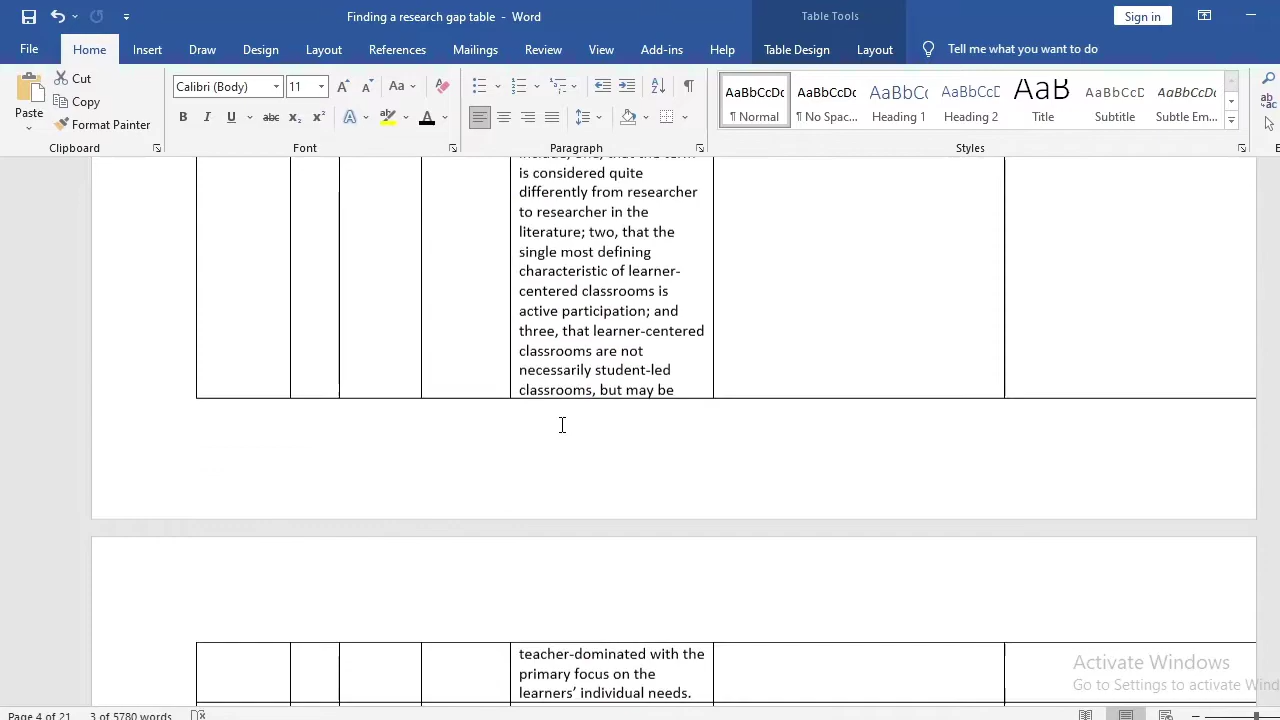 Finding a research gap table - Word
Table Tools
Sign in
File Home Insert Draw Design Layout References Mailings Review View Add-ins Help Table Design Layout Tell me what you want to do
Paste
Cut
Copy
Format Painter
Calibri (Body) 11
AaBbCcDc AaBbCcDc AaBbCc AaBbCcD AaB AaBbCcD AaBbCcDc
¶ Normal ¶ No Spac... Heading 1 Heading 2 Title Subtitle Subtle Em...
Clipboard Font Paragraph Styles
include, one, that the term
is considered quite
differently from researcher
to researcher in the
literature; two, that the
single most defining
characteristic of learner-
centered classrooms is
active participation; and
three, that learner-centered
classrooms are not
necessarily student-led
classrooms, but may be
teacher-dominated with the
primary focus on the
learners’ individual needs.
Activate Windows
Go to Settings to activate Wind
Page 4 of 21 3 of 5780 words